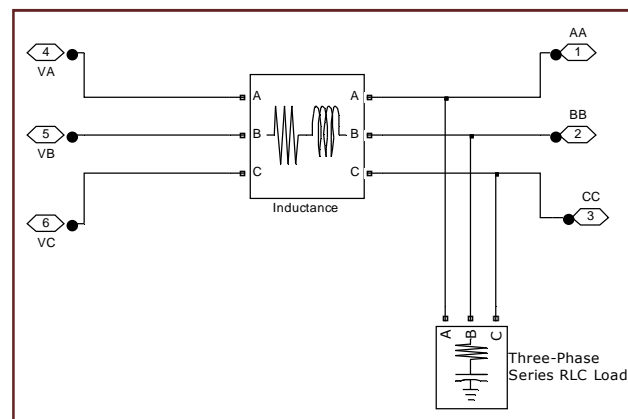 4
VA
5
VB
6
VC
A
B
C
A
B
C
Inductance
AA
1
BB
2
CC
3
A
B
C
Three-Phase
Series RLC Load